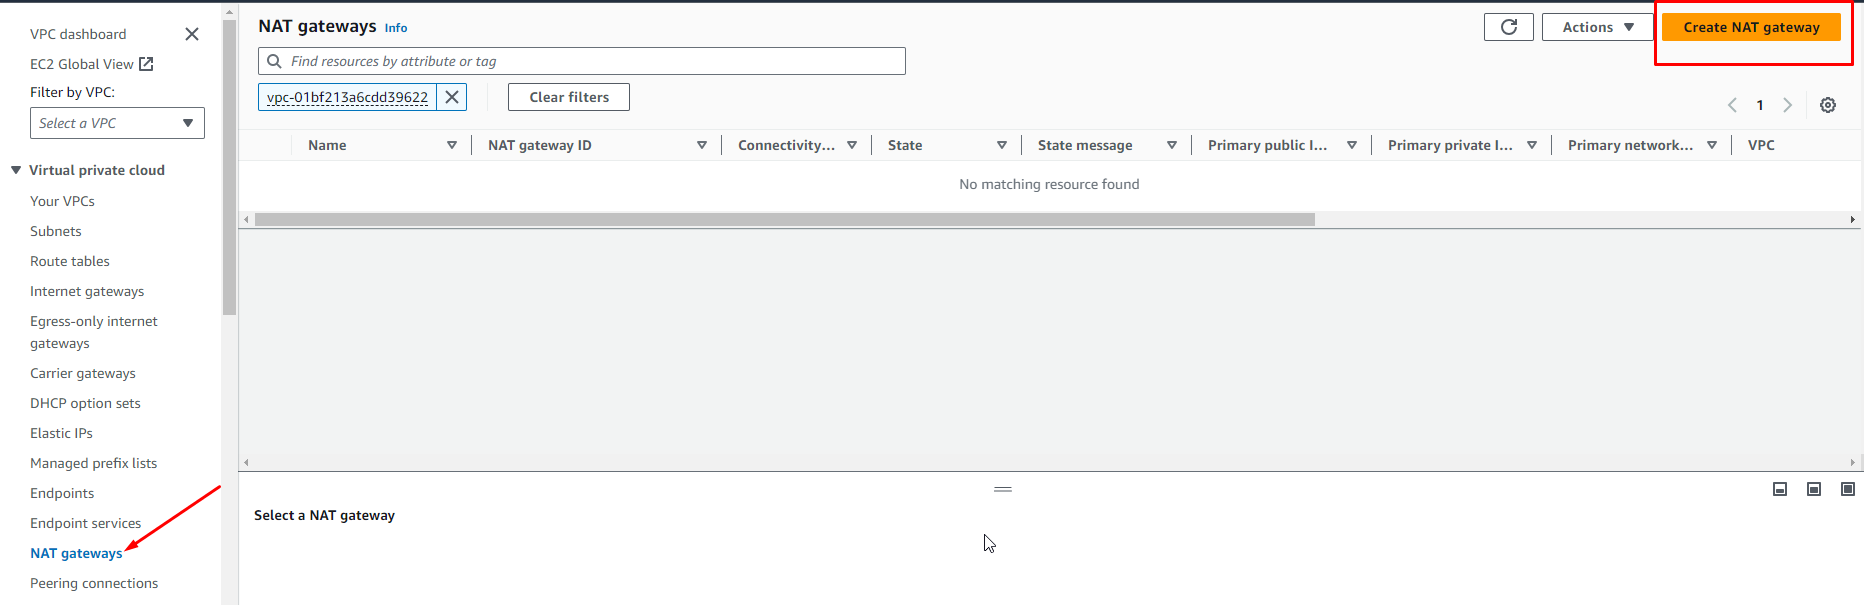 VPC dashboard
EC2 Global View
Filter by VPC:
Select a VPC
Virtual private cloud
Your VPCs
Subnets
Route tables
Internet gateways
Egress-only internet
gateways
Carrier gateways
DHCP option sets
Elastic IPs
Managed prefix lists
Endpoints
Endpoint services
NAT gateways
Peering connections
NAT gateways Info
Actions
Create NAT gateway
Find resources by attribute or tag
vpc-01bf213a6cdd39622
Clear filters
1
Name NAT gateway ID Connectivity... State State message Primary public I... Primary private I... Primary network... VPC
No matching resource found
Select a NAT gateway